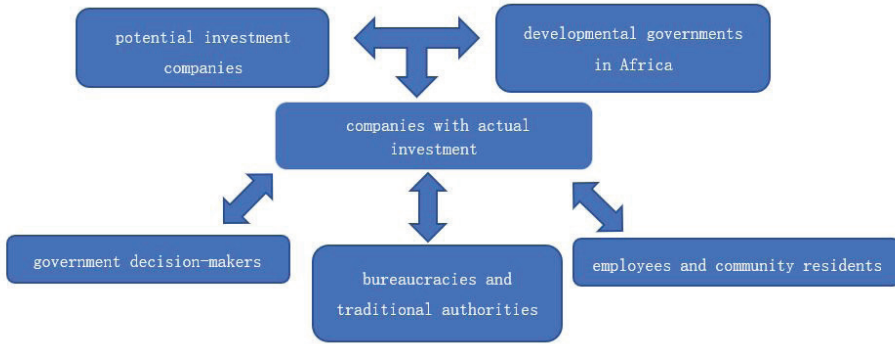 potential investment
companies
developmental governments
in Africa
companies with actual
investment
government decision-makers
bureaucracies and
traditional authorities
employees and community residents